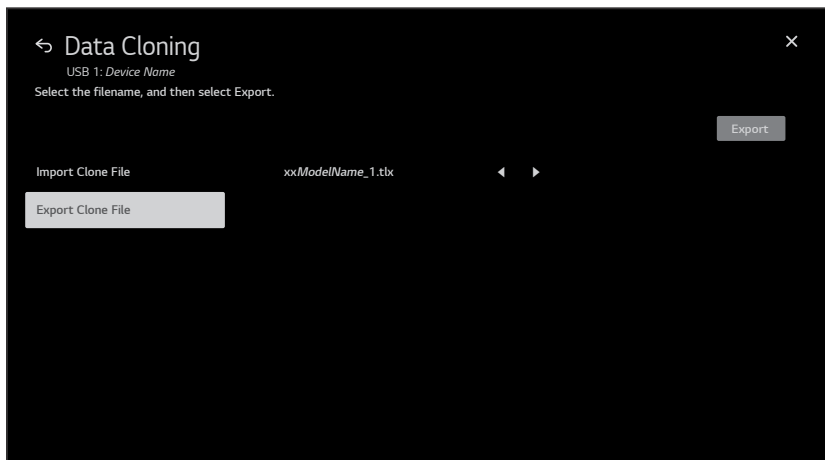 Data Cloning
USB 1: Device Name
Select the filename, and then select Export.
Export
Import Clone File
xxModelName_1.tlx
Export Clone File